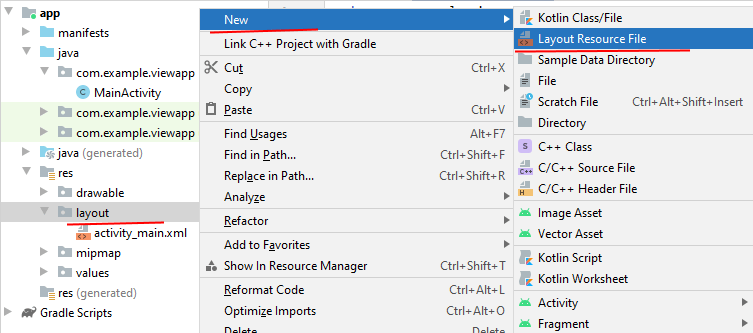 app
manifests
java
com.example.viewapp
MainActivity
com.example.viewapp
com.example.viewapp
java (generated)
res
drawable
layout
activity_main.xml
mipmap
values
res (generated)
Gradle Scripts
New
Link C++ Project with Gradle
Cut Ctrl+X
Copy
Paste Ctrl+V
Find Usages Alt+F7
Find in Path... Ctrl+Shift+F
Replace in Path... Ctrl+Shift+R
Analyze
Refactor
Add to Favorites
Show In Resource Manager Ctrl+Shift+T
Reformat Code Ctrl+Alt+L
Optimize Imports Ctrl+Alt+O
Delete... Delete
Kotlin Class/File
Layout Resource File
Sample Data Directory
File
Scratch File Ctrl+Alt+Shift+Insert
Directory
S C++ Class
C++ C/C++ Source File
H C/C++ Header File
Image Asset
Vector Asset
Kotlin Script
Kotlin Worksheet
Activity
Fragment